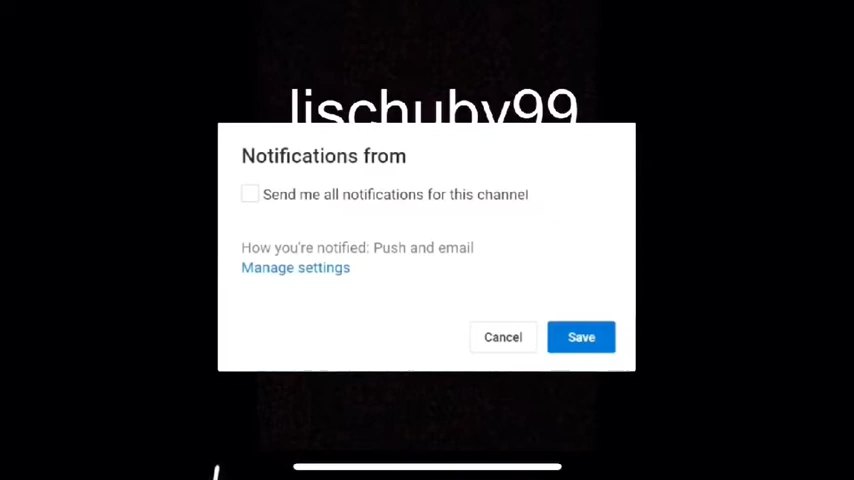 lischuby99
Notifications from
Send me all notifications for this channel
How you're notified: Push and email
Manage settings
Cancel
Save